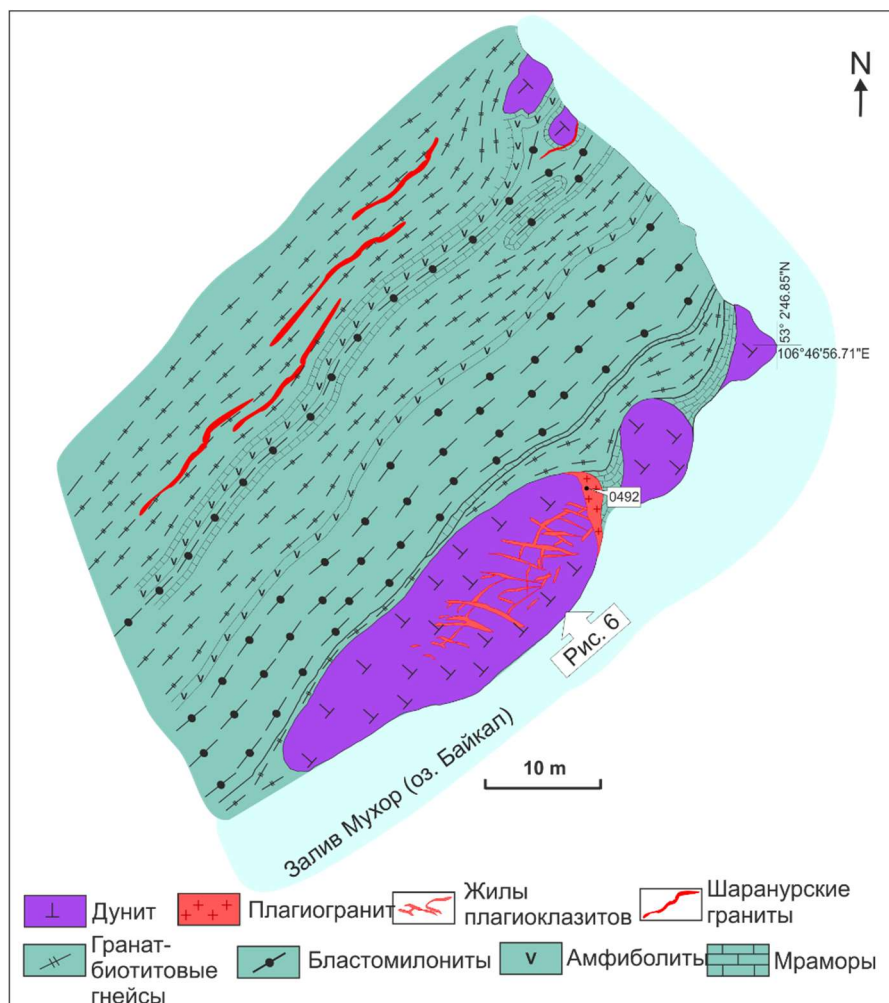 N
53° 2'46.85"N
106°46'56.71"E
0492
Рис. 6
10 m
Залив Мухор (оз. Байкал)
Дунит
Плагиогранит
Жилы
плагиоклазитов
Шаранурские
граниты
Гранат-
биотитовые
гнейсы
Бластомилониты
Амфиболиты
Мраморы